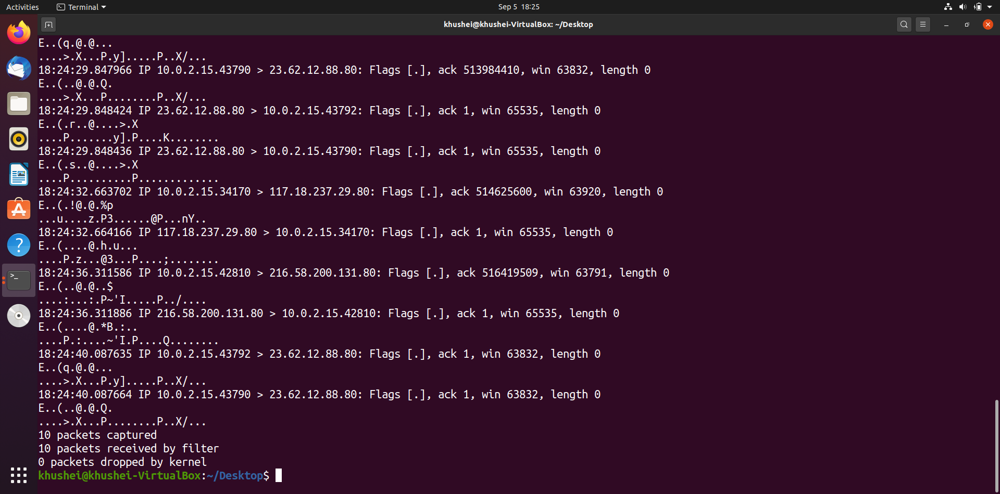 Activities
Terminal
Sep 5 18:25
khushei@khushei-VirtualBox: ~/Desktop
E..(q.@.@...
....>.X...P.y].....P..X/...
18:24:29.847966 IP 10.0.2.15.43790 > 23.62.12.88.80: Flags [.], ack 513984410, win 63832, length 0
E..(..@.@.Q.
....>.X...P........P..X/...
18:24:29.848424 IP 23.62.12.88.80 > 10.0.2.15.43792: Flags [.], ack 1, win 65535, length 0
E..(.r..@....>.X
....P.......y].P....K........
18:24:29.848436 IP 23.62.12.88.80 > 10.0.2.15.43790: Flags [.], ack 1, win 65535, length 0
E..(.s..@....>.X
....P..........P.............
18:24:32.663702 IP 10.0.2.15.34170 > 117.18.237.29.80: Flags [.], ack 514625600, win 63920, length 0
E..(.!@.@.%p
...u....z.P3......@P...nY..
18:24:32.664166 IP 117.18.237.29.80 > 10.0.2.15.34170: Flags [.], ack 1, win 65535, length 0
E..(....@.h.u...
....P.z...@3...P....;........
18:24:36.311586 IP 10.0.2.15.42810 > 216.58.200.131.80: Flags [.], ack 516419509, win 63791, length 0
E..(..@.@..$
....:...:.P~'I.....P../....
18:24:36.311886 IP 216.58.200.131.80 > 10.0.2.15.42810: Flags [.], ack 1, win 65535, length 0
E..(....@.*B.:..
....P.:....~'I.P....Q........
18:24:40.087635 IP 10.0.2.15.43792 > 23.62.12.88.80: Flags [.], ack 1, win 63832, length 0
E..(q.@.@...
....>.X...P.y].....P..X/...
18:24:40.087664 IP 10.0.2.15.43790 > 23.62.12.88.80: Flags [.], ack 1, win 63832, length 0
E..(..@.@.Q.
....>.X...P........P..X/...
10 packets captured
10 packets received by filter
0 packets dropped by kernel
khushei@khushei-VirtualBox:~/Desktop$